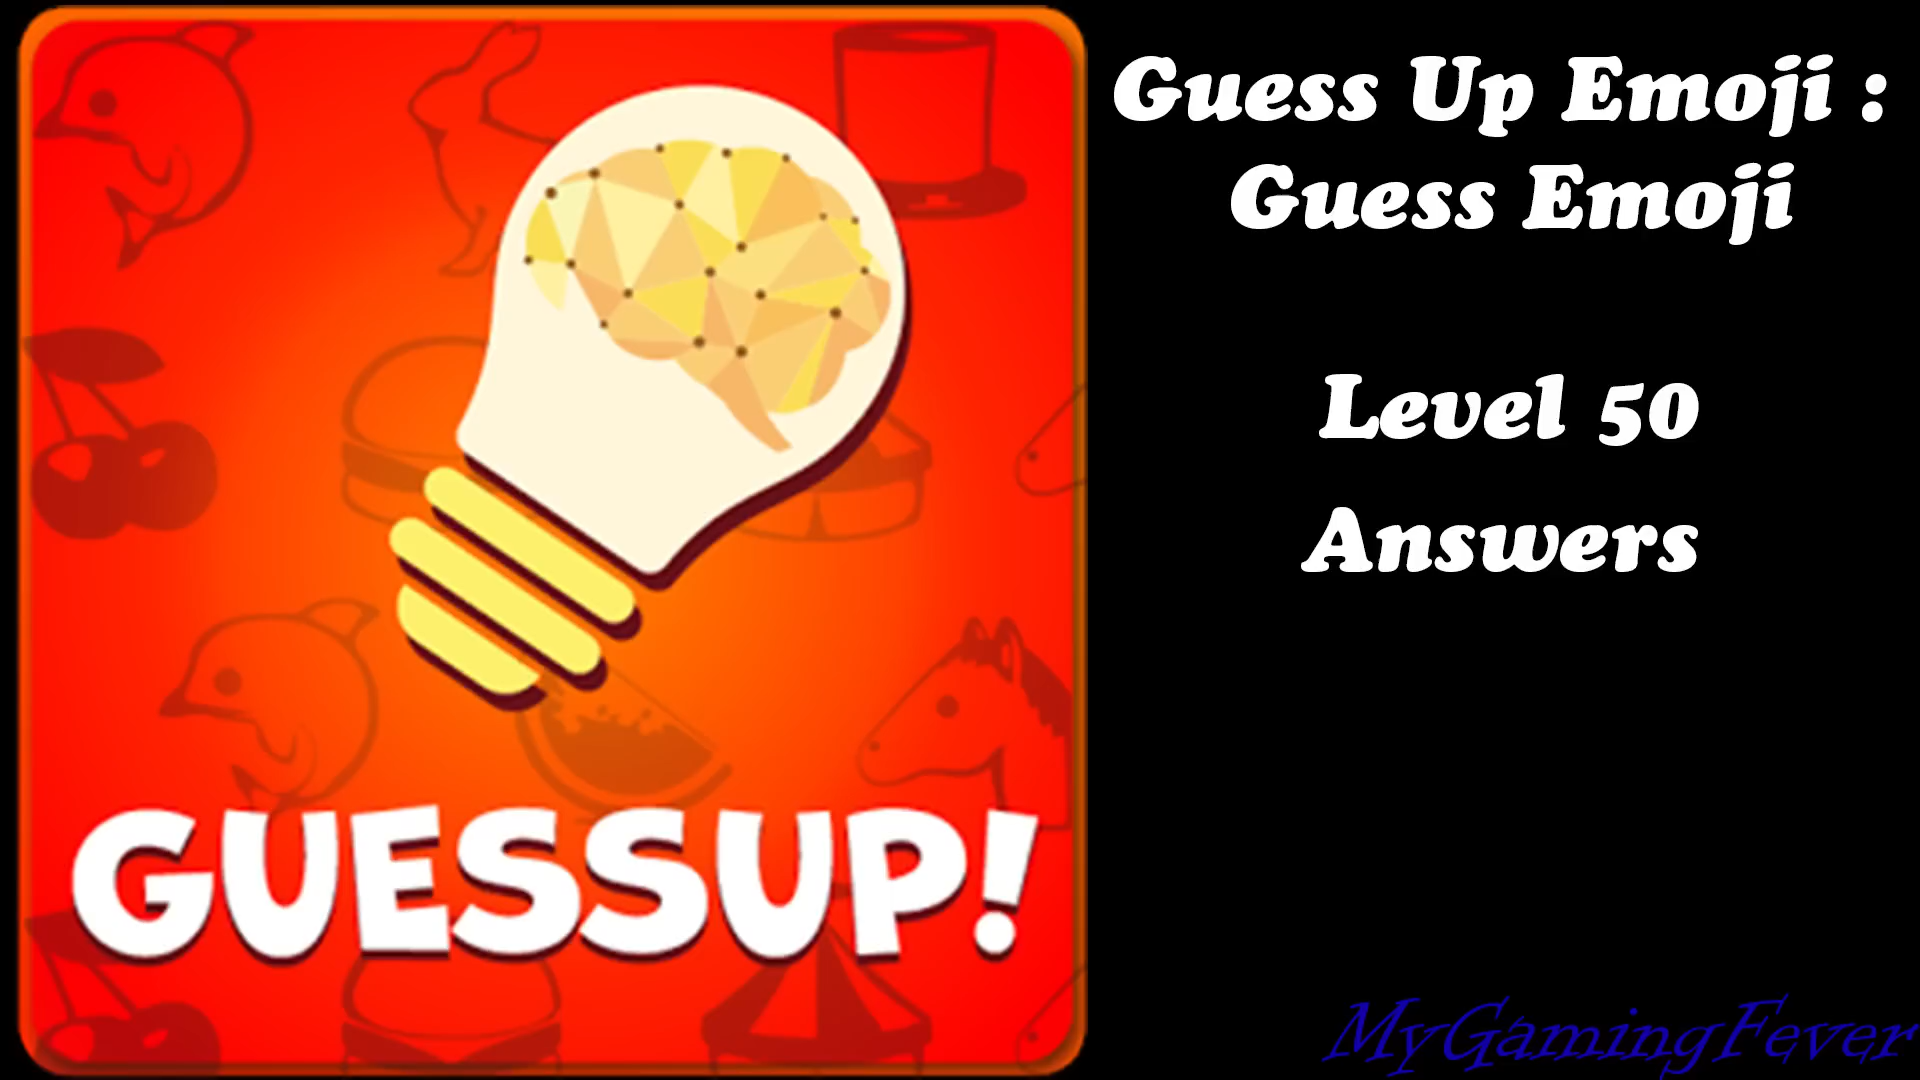 GUESSUP!
Guess Up Emoji :
Guess Emoji
Level 50
Answers
MyGamingFever